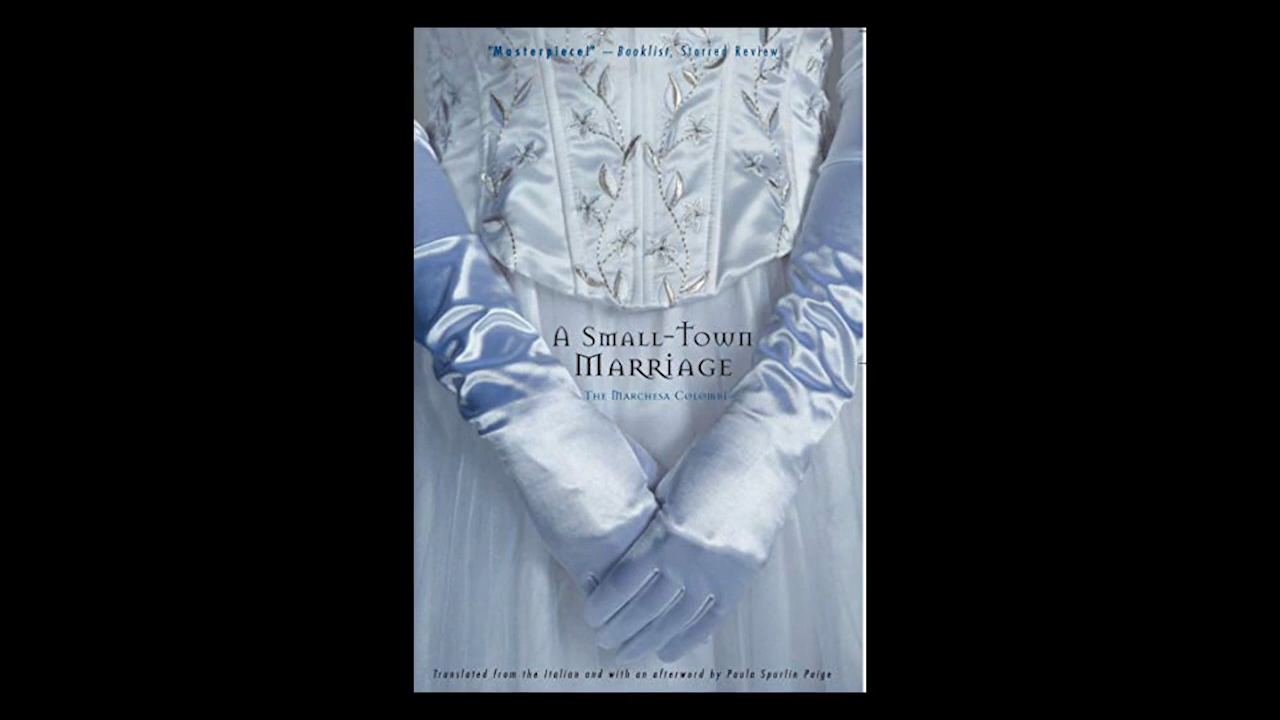 "Masterpiece!" — Booklist, Starred Review
A Small-Town
Marriage
The Marchesa Colombi
Translated from the Italian and with an afterword by Paula Spurlin Paige